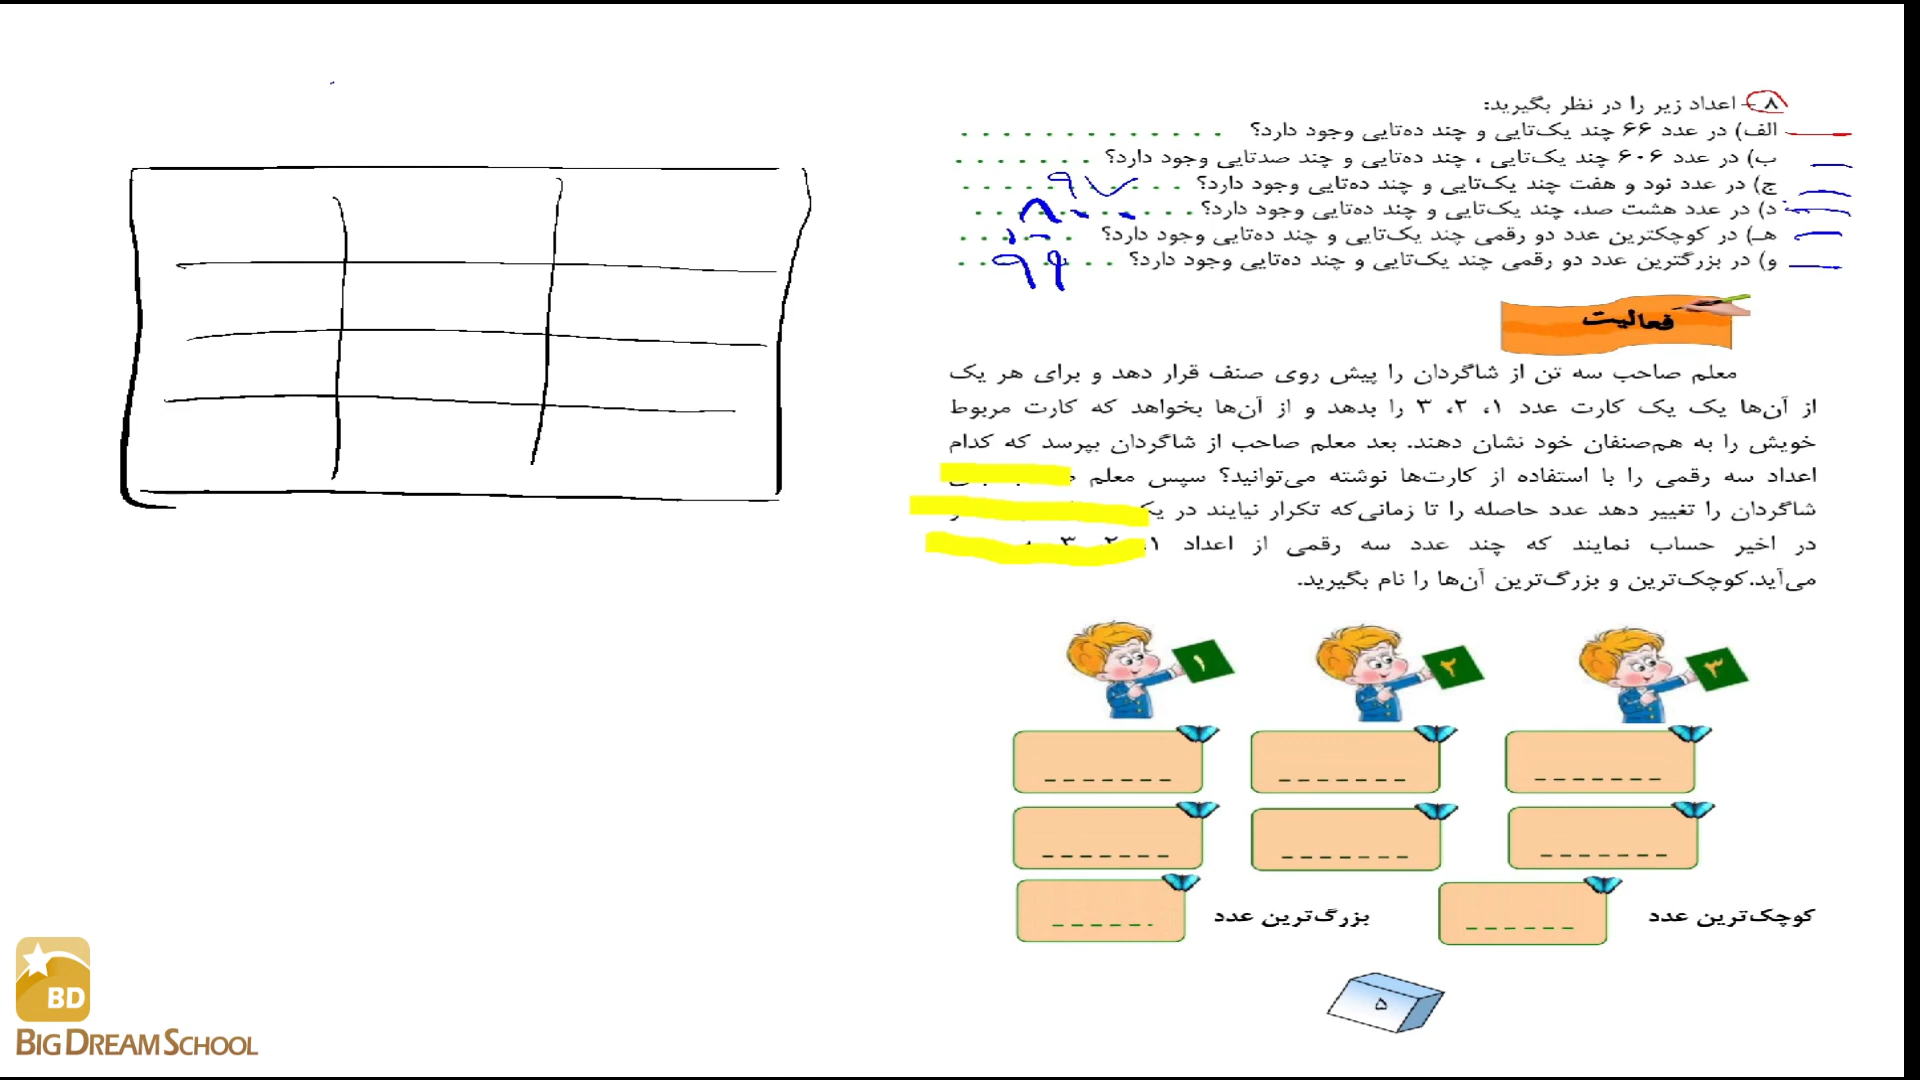 ۸ - اعداد زیر را در نظر بگیرید:
الف) در عدد ۶۶ چند یک‌تایی و چند ده‌تایی وجود دارد؟ . . . . . . . . . . . . .
ب) در عدد ۶۰۶ چند یک‌تایی ، چند ده‌تایی و چند صدتایی وجود دارد؟ . . . . . . .
ج) در عدد نود و هفت چند یک‌تایی و چند ده‌تایی وجود دارد؟ ۹۷
د) در عدد هشت صد، چند یک‌تایی و چند ده‌تایی وجود دارد؟ ۸۰۰
هـ) در کوچکترین عدد دو رقمی چند یک‌تایی و چند ده‌تایی وجود دارد؟ ۱۰
و) در بزرگترین عدد دو رقمی چند یک‌تایی و چند ده‌تایی وجود دارد؟ ۹۹
فعالیت
معلم صاحب سه تن از شاگردان را پیش روی صنف قرار دهد و برای هر یک
از آن‌ها یک یک کارت عدد ۱، ۲، ۳ را بدهد و از آن‌ها بخواهد که کارت مربوط
خویش را به هم‌صنفان خود نشان دهند. بعد معلم صاحب از شاگردان بپرسد که کدام
اعداد سه رقمی را با استفاده از کارت‌ها نوشته می‌توانید؟ سپس معلم
شاگردان را تغییر دهد عدد حاصله را تا زمانی‌که تکرار نیایند در
در اخیر حساب نمایند که چند عدد سه رقمی از اعداد ۱، ۲، ۳
می‌آید.کوچک‌ترین و بزرگ‌ترین آن‌ها را نام بگیرید.
۱ ۲ ۳
کوچک‌ترین عدد
بزرگ‌ترین عدد
۵
BD
BIG DREAM SCHOOL